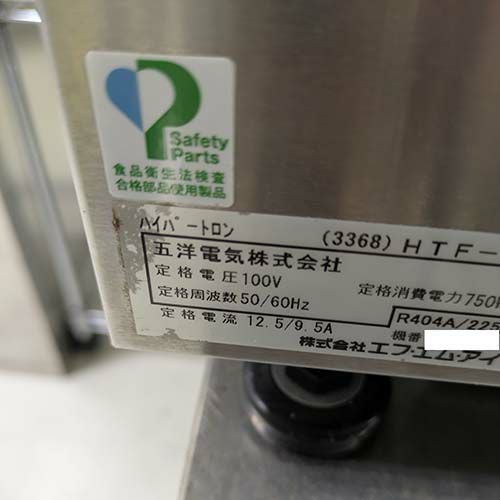 Safety
Parts
食品衛生法検査
合格部品使用製品
ハイパートロン (3368) HTF-
五洋電気株式会社
定格電圧100V
定格消費電力750
定格周波数50/60Hz
R404A/225
定格電流 12.5/9.5A
機番
株式会社エフ・エム・アイ